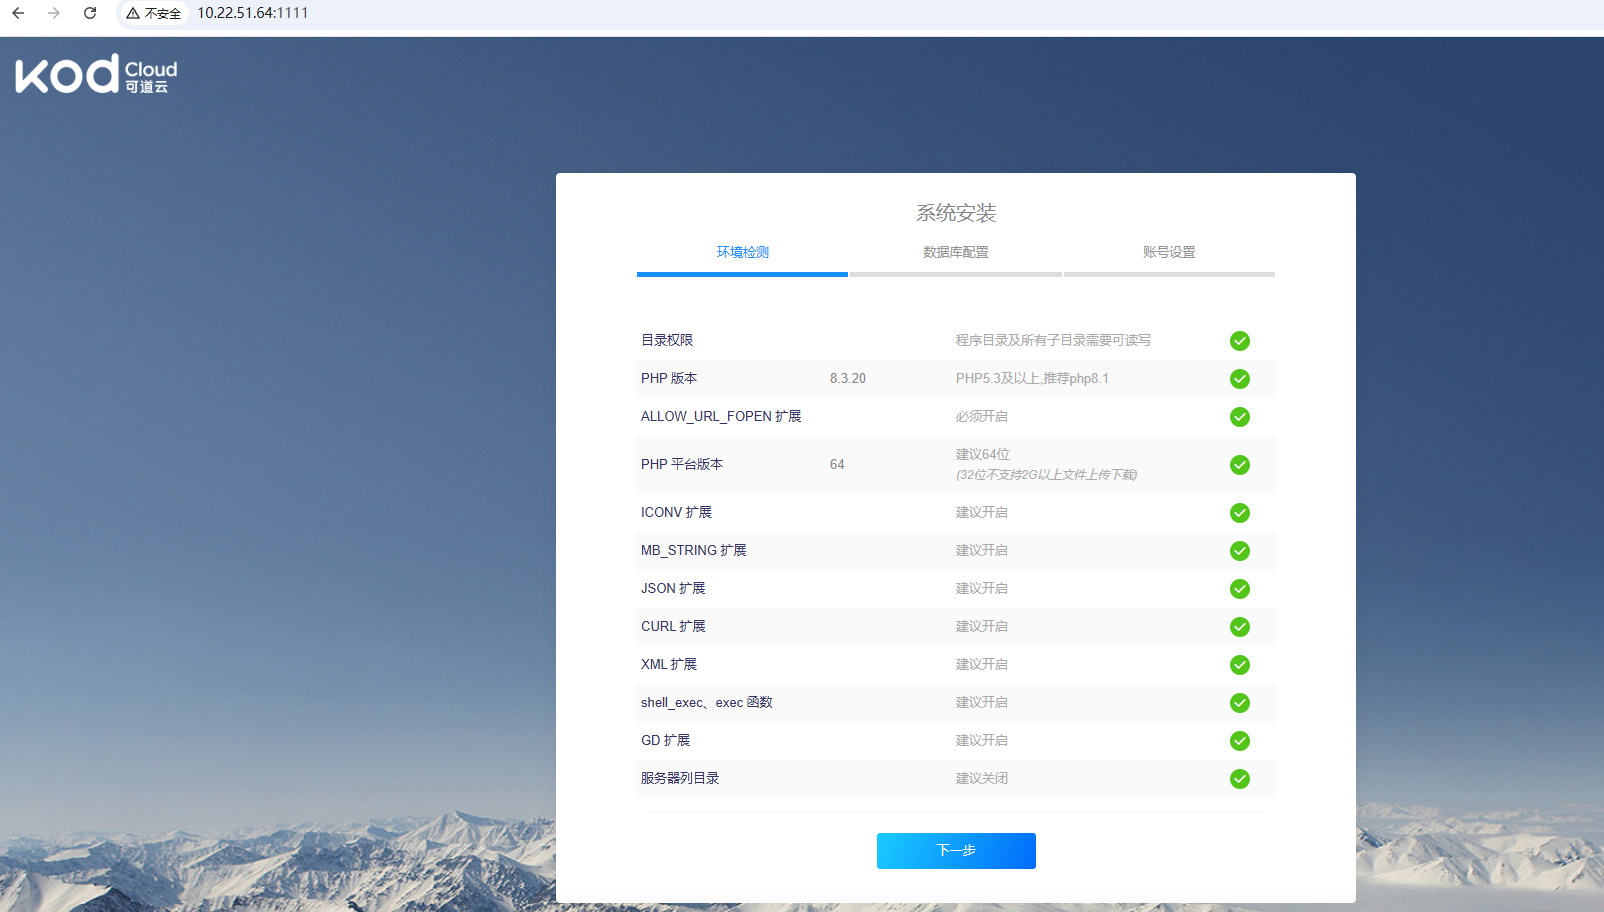 不安全 10.22.51.64:1111
kod Cloud
可道云
系统安装
环境检测 数据库配置 账号设置
目录权限 程序目录及所有子目录需要可读写
PHP 版本 8.3.20 PHP5.3及以上,推荐php8.1
ALLOW_URL_FOPEN 扩展 必须开启
PHP 平台版本 64 建议64位
(32位不支持2G以上文件上传下载)
ICONV 扩展 建议开启
MB_STRING 扩展 建议开启
JSON 扩展 建议开启
CURL 扩展 建议开启
XML 扩展 建议开启
shell_exec、exec 函数 建议开启
GD 扩展 建议开启
服务器列目录 建议关闭
下一步